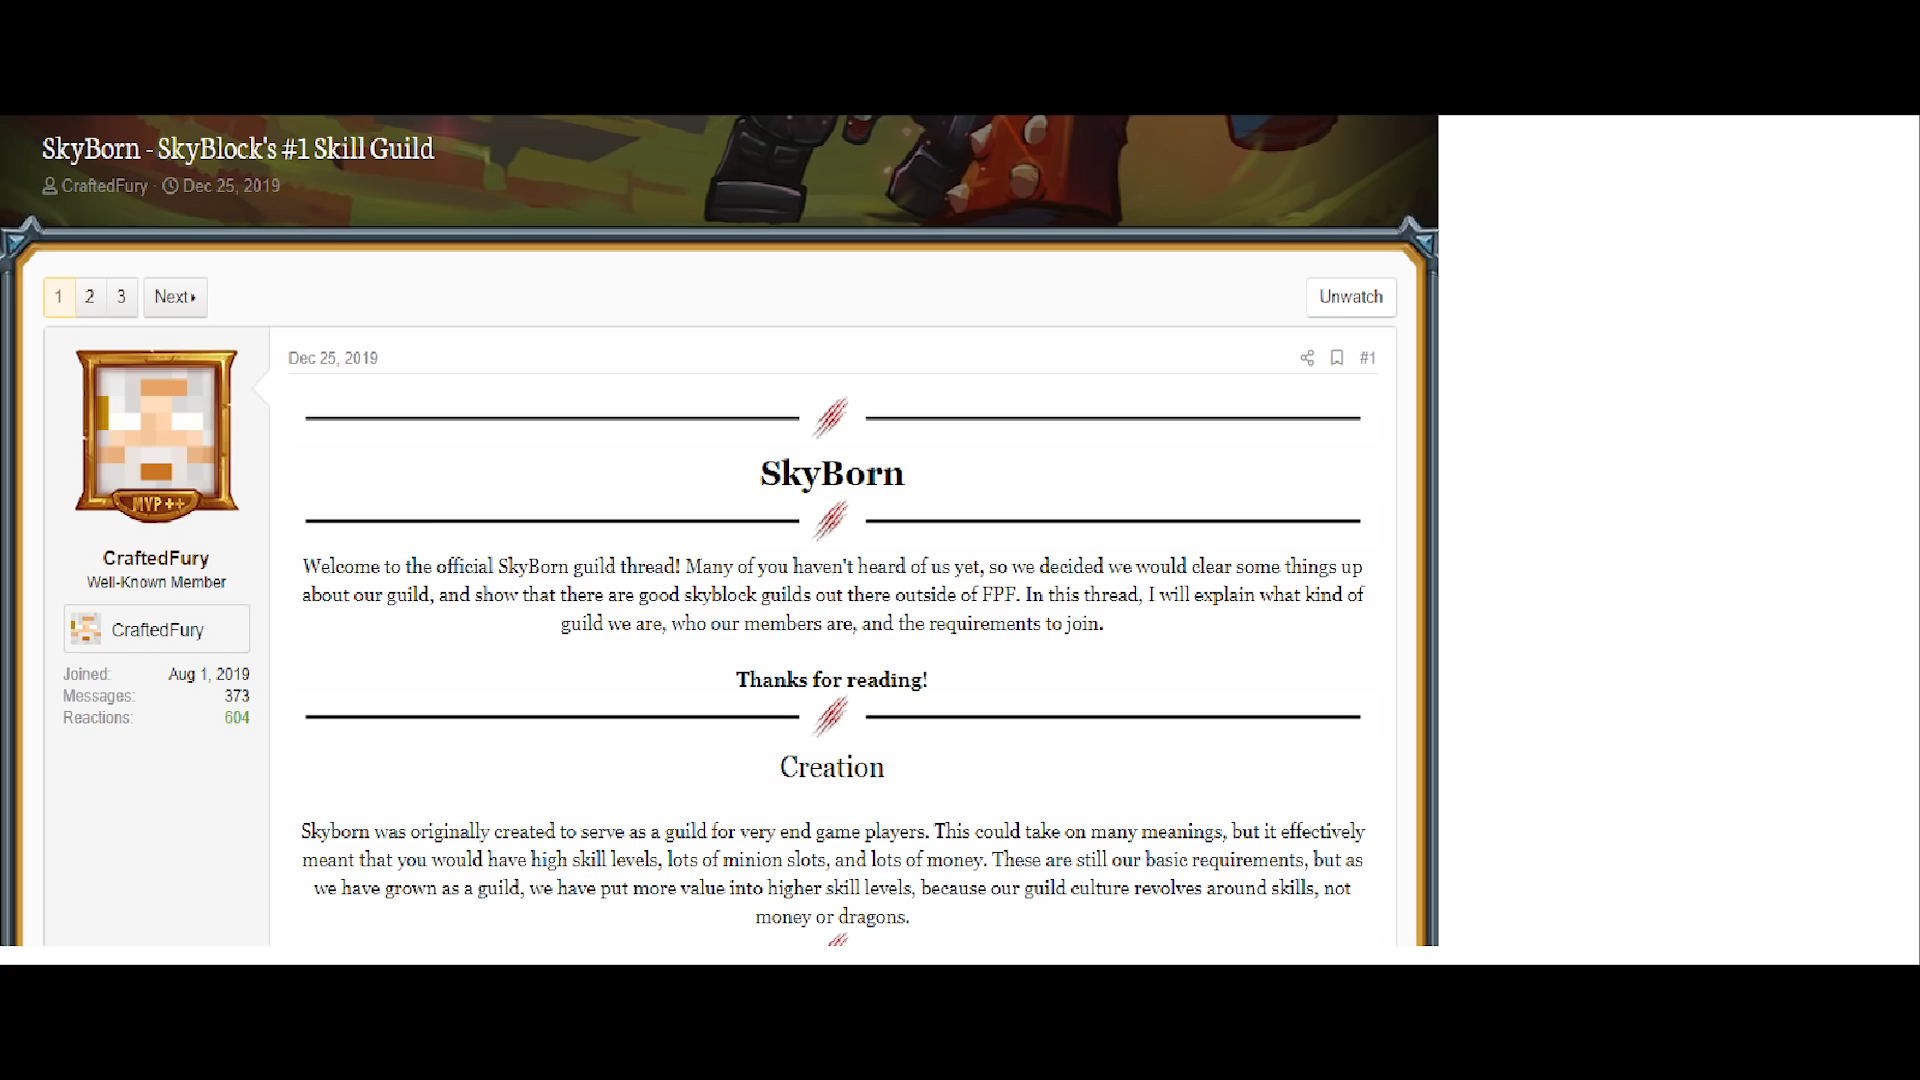 SkyBorn - SkyBlock's #1 Skill Guild
CraftedFury · Dec 25, 2019
1 2 3 Next
Unwatch
Dec 25, 2019
#1
MVP++
CraftedFury
Well-Known Member
CraftedFury
Joined: Aug 1, 2019
Messages: 373
Reactions: 604
SkyBorn
Welcome to the official SkyBorn guild thread! Many of you haven't heard of us yet, so we decided we would clear some things up
about our guild, and show that there are good skyblock guilds out there outside of FPF. In this thread, I will explain what kind of
guild we are, who our members are, and the requirements to join.
Thanks for reading!
Creation
Skyborn was originally created to serve as a guild for very end game players. This could take on many meanings, but it effectively
meant that you would have high skill levels, lots of minion slots, and lots of money. These are still our basic requirements, but as
we have grown as a guild, we have put more value into higher skill levels, because our guild culture revolves around skills, not
money or dragons.